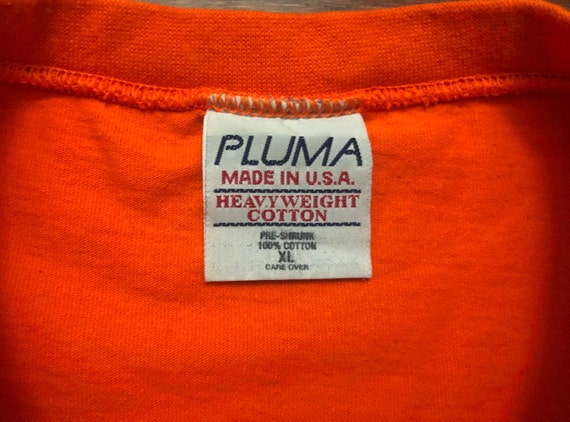 PLUMA
MADE IN U.S.A.
HEAVYWEIGHT
COTTON
PRE-SHRUNK
100% COTTON
XL
CARE OVER